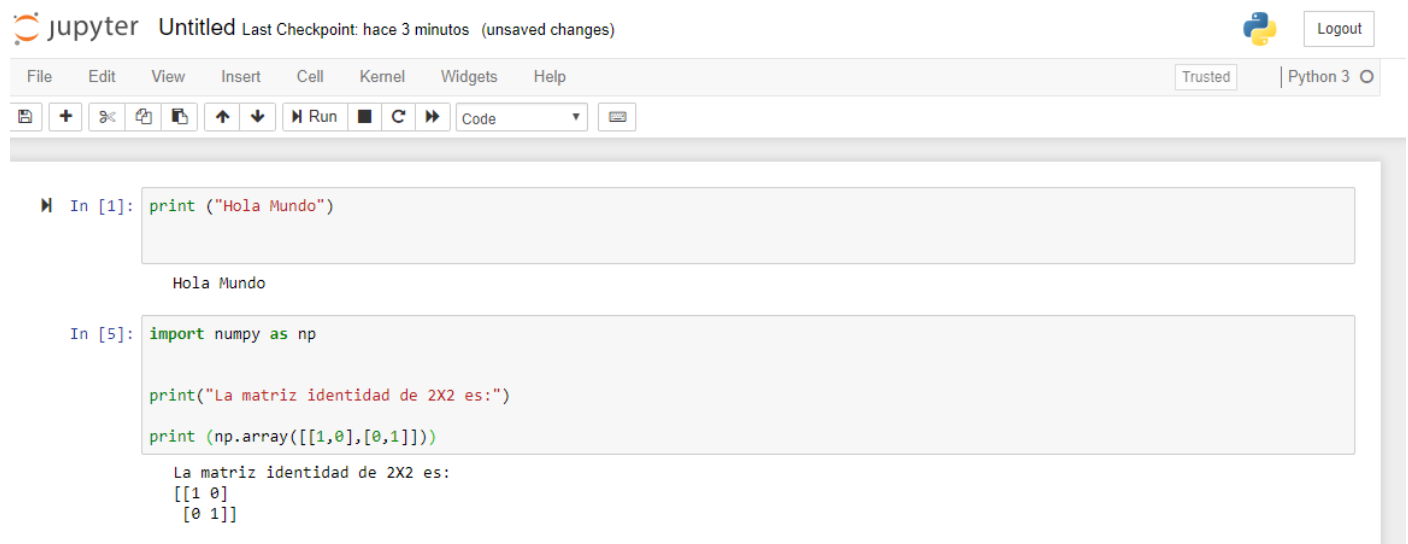 jupyter Untitled Last Checkpoint: hace 3 minutos (unsaved changes) Logout
File Edit View Insert Cell Kernel Widgets Help Trusted Python 3
Run Code
In [1]: print ("Hola Mundo")
Hola Mundo
In [5]: import numpy as np
print("La matriz identidad de 2X2 es:")
print (np.array([[1,0],[0,1]]))
La matriz identidad de 2X2 es:
[[1 0]
[0 1]]